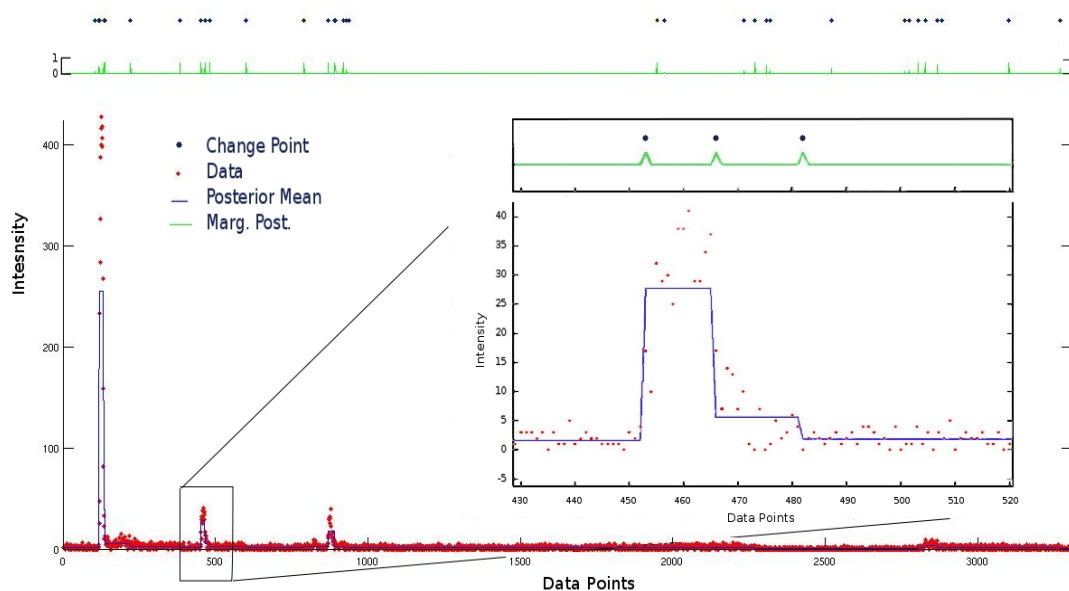 1
0
400
300
200
100
0
Intesnsity
Change Point
Data
Posterior Mean
Marg. Post.
40
35
30
25
20
15
10
5
0
-5
Intensity
430 440 450 460 470 480 490 500 510 520
Data Points
0 500 1000 1500 2000 2500 3000
Data Points